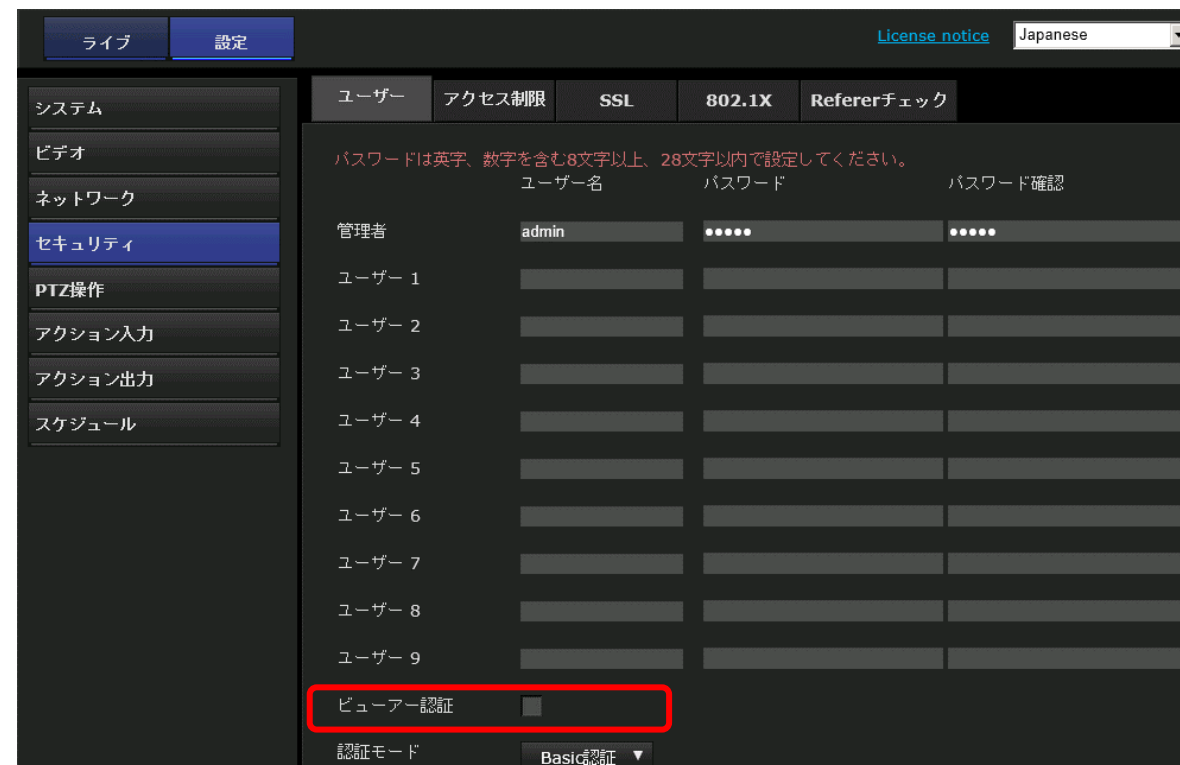 ライブ 設定 License notice Japanese
システム
ビデオ
ネットワーク
セキュリティ
PTZ操作
アクション入力
アクション出力
スケジュール
ユーザー アクセス制限 SSL 802.1X Refererチェック
パスワードは英字、数字を含む8文字以上、28文字以内で設定してください。
ユーザー名 パスワード パスワード確認
管理者 admin ••••• •••••
ユーザー 1
ユーザー 2
ユーザー 3
ユーザー 4
ユーザー 5
ユーザー 6
ユーザー 7
ユーザー 8
ユーザー 9
ビューアー認証
認証モード Basic認証 ▼